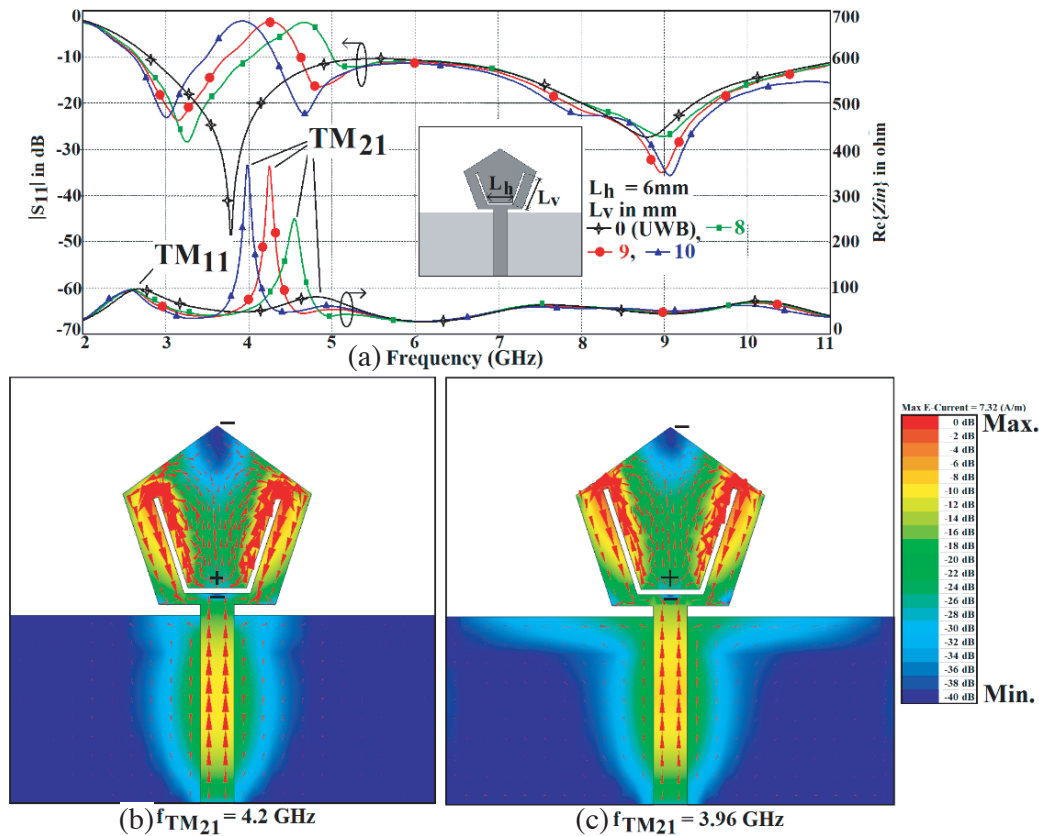 0
-10
-20
-30
-40
-50
-60
-70
|S11| in dB
700
600
500
400
300
200
100
0
Re{Zin} in ohm
TM21
TM11
Lh
Lv
Lh = 6mm
Lv in mm
0 (UWB), 8
9, 10
2 3 4 5 6 7 8 9 10 11
(a) Frequency (GHz)
Max E-Current = 7.32 (A/m)
Max.
0 dB
-2 dB
-4 dB
-6 dB
-8 dB
-10 dB
-12 dB
-14 dB
-16 dB
-18 dB
-20 dB
-22 dB
-24 dB
-26 dB
-28 dB
-30 dB
-32 dB
-34 dB
-36 dB
-38 dB
-40 dB
Min.
−
+
−
−
+
−
(b) fTM21 = 4.2 GHz
(c) fTM21 = 3.96 GHz